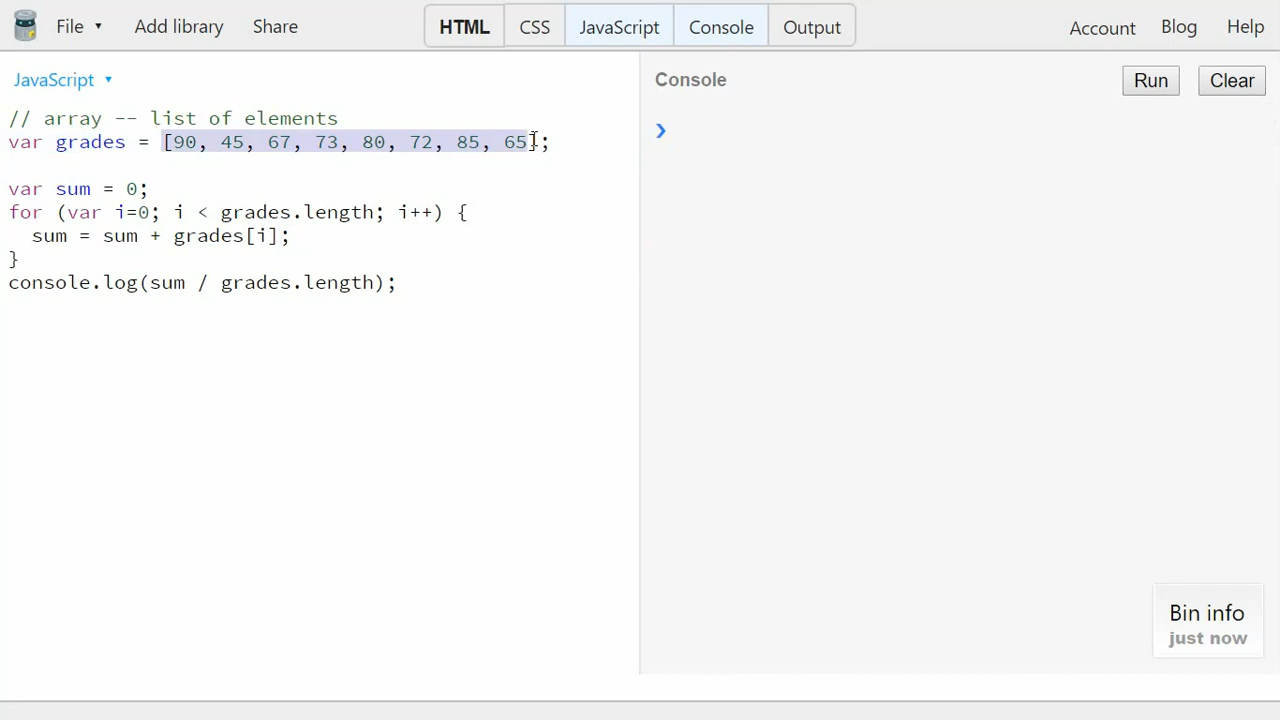 File ▾ Add library Share HTML CSS JavaScript Console Output Account Blog Help
JavaScript ▾
Console Run Clear
// array -- list of elements
var grades = [90, 45, 67, 73, 80, 72, 85, 65];
var sum = 0;
for (var i=0; i < grades.length; i++) {
sum = sum + grades[i];
}
console.log(sum / grades.length);
❯
Bin info
just now